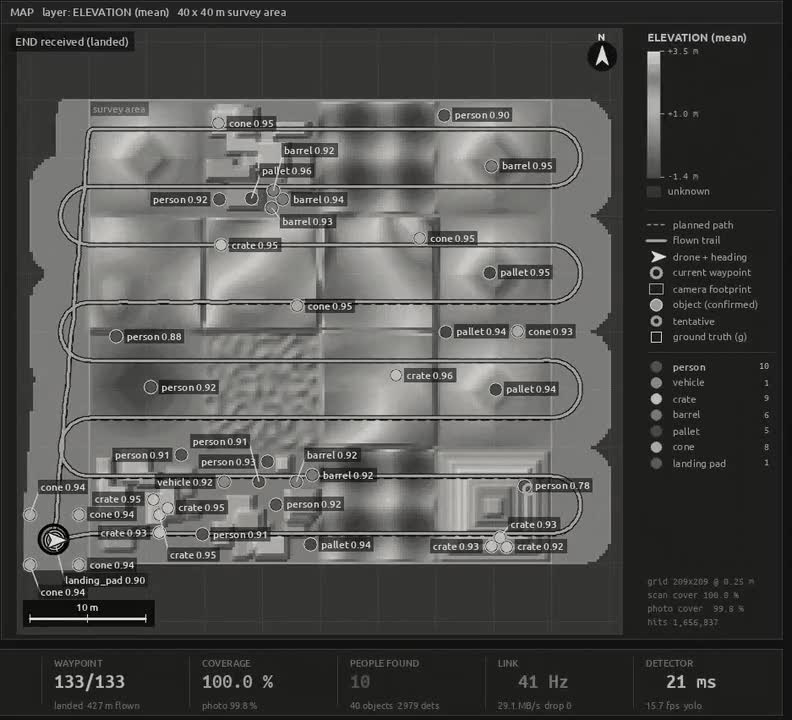 MAP layer: ELEVATION (mean) 40 x 40 m survey area
END received (landed)
N
survey area
cone 0.95
person 0.90
barrel 0.92
barrel 0.95
pallet 0.96
person 0.92
barrel 0.94
barrel 0.93
crate 0.95
cone 0.95
pallet 0.95
cone 0.95
person 0.88
pallet 0.94
cone 0.93
crate 0.96
person 0.92
pallet 0.94
person 0.91
person 0.91
person 0.93
barrel 0.92
barrel 0.92
vehicle 0.92
person 0.78
cone 0.94
crate 0.95
crate 0.95
person 0.92
cone 0.94
crate 0.93
crate 0.93
person 0.91
crate 0.95
pallet 0.94
crate 0.93
crate 0.92
cone 0.94
landing_pad 0.90
cone 0.94
10 m
ELEVATION (mean)
+3.5 m
+1.0 m
-1.4 m
unknown
planned path
flown trail
drone + heading
current waypoint
camera footprint
object (confirmed)
tentative
ground truth (g)
person 10
vehicle 1
crate 9
barrel 6
pallet 5
cone 8
landing pad 1
grid 209x209 @ 0.25 m
scan cover 100.0 %
photo cover 99.8 %
hits 1,656,837
WAYPOINT
133/133
landed 427 m flown
COVERAGE
100.0 %
photo 99.8 %
PEOPLE FOUND
10
40 objects 2979 dets
LINK
41 Hz
29.1 MB/s drop 0
DETECTOR
21 ms
15.7 fps yolo